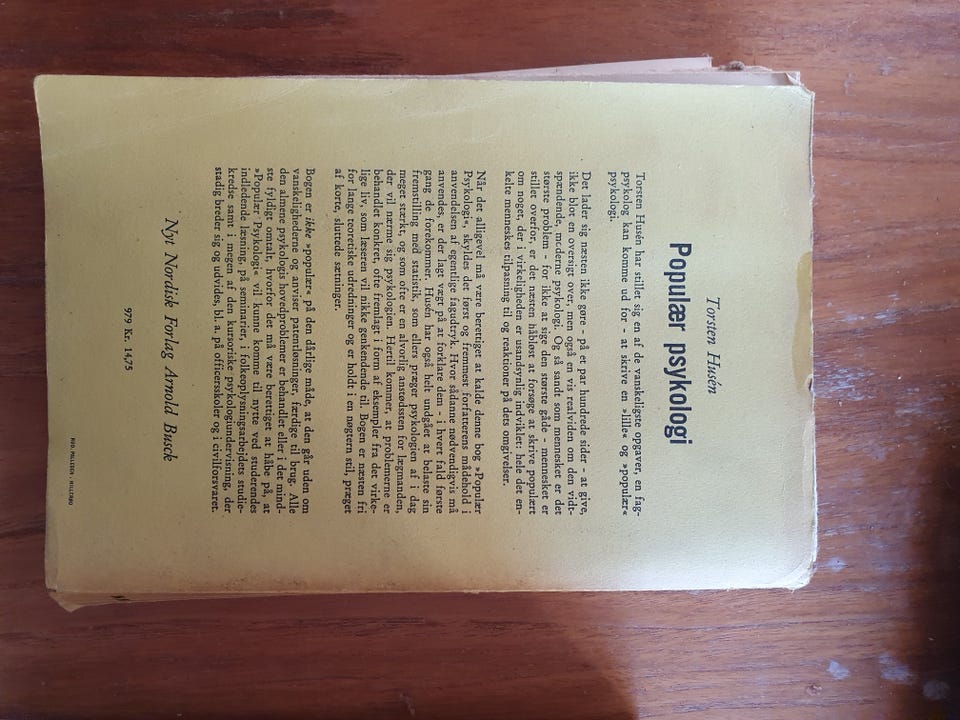 Torsten Husén
Populær psykologi
Torsten Husén har stillet sig en af de vanskeligste opgaver, en fag-
psykolog kan komme ud for - at skrive en »lille« og »populær«
psykologi.
Det lader sig næsten ikke gøre - på et par hundrede sider - at give,
ikke blot en oversigt over, men også en vis realviden om den vidt-
spændende, moderne psykologi. Og så sandt som mennesket er det
største problem - for ikke at sige den største gåde - mennesket er
stillet overfor, er det næsten håbløst at forsøge at skrive populært
om noget, der i virkeligheden er usandsynlig indviklet: hele det en-
kelte menneskes tilpasning til og reaktioner på dets omgivelser.
Når det alligevel må være berettiget at kalde denne bog »Populær
Psykologi«, skyldes det først og fremmest forfatterens mådehold i
anvendelsen af egentlige fagudtryk. Hvor sådanne nødvendigvis må
anvendes, er der lagt vægt på at forklare dem - i hvert fald første
gang de forekommer. Husén har også helt undgået at belaste sin
fremstilling med statistik, som ellers præger psykologien af i dag
meget stærkt, og som ofte er en alvorlig anstødssten for lægmanden,
der vil nærme sig psykologien. Hertil kommer, at problemerne er
behandlet konkret, ofte fremlagt i form af eksempler fra det virke-
lige liv, som læseren vil nikke genkendende til. Bogen er næsten fri
for lange teoretiske udredninger og er holdt i en nøgtern stil, præget
af korte, sluttede sætninger.
Bogen er ikke »populær« på den dårlige måde, at den går uden om
vanskelighederne og anviser patentløsninger, færdige til brug. Alle
den almene psykologis hovedproblemer er behandlet eller i det mind-
ste fyldigt omtalt, hvorfor det må være berettiget at håbe på, at
»Populær Psykologi« vil kunne komme til nytte ved studerendes
indledende læsning, på seminarier, i folkeoplysningsarbejdets studie-
kredse samt i megen af den kursoriske psykologiundervisning, der
stadig breder sig og udvides, bl. a. på officersskoler og i civilforsvaret.
Nyt Nordisk Forlag Arnold Busck
979 Kr. 14,75
RED. PALLESEN · HILLERØD